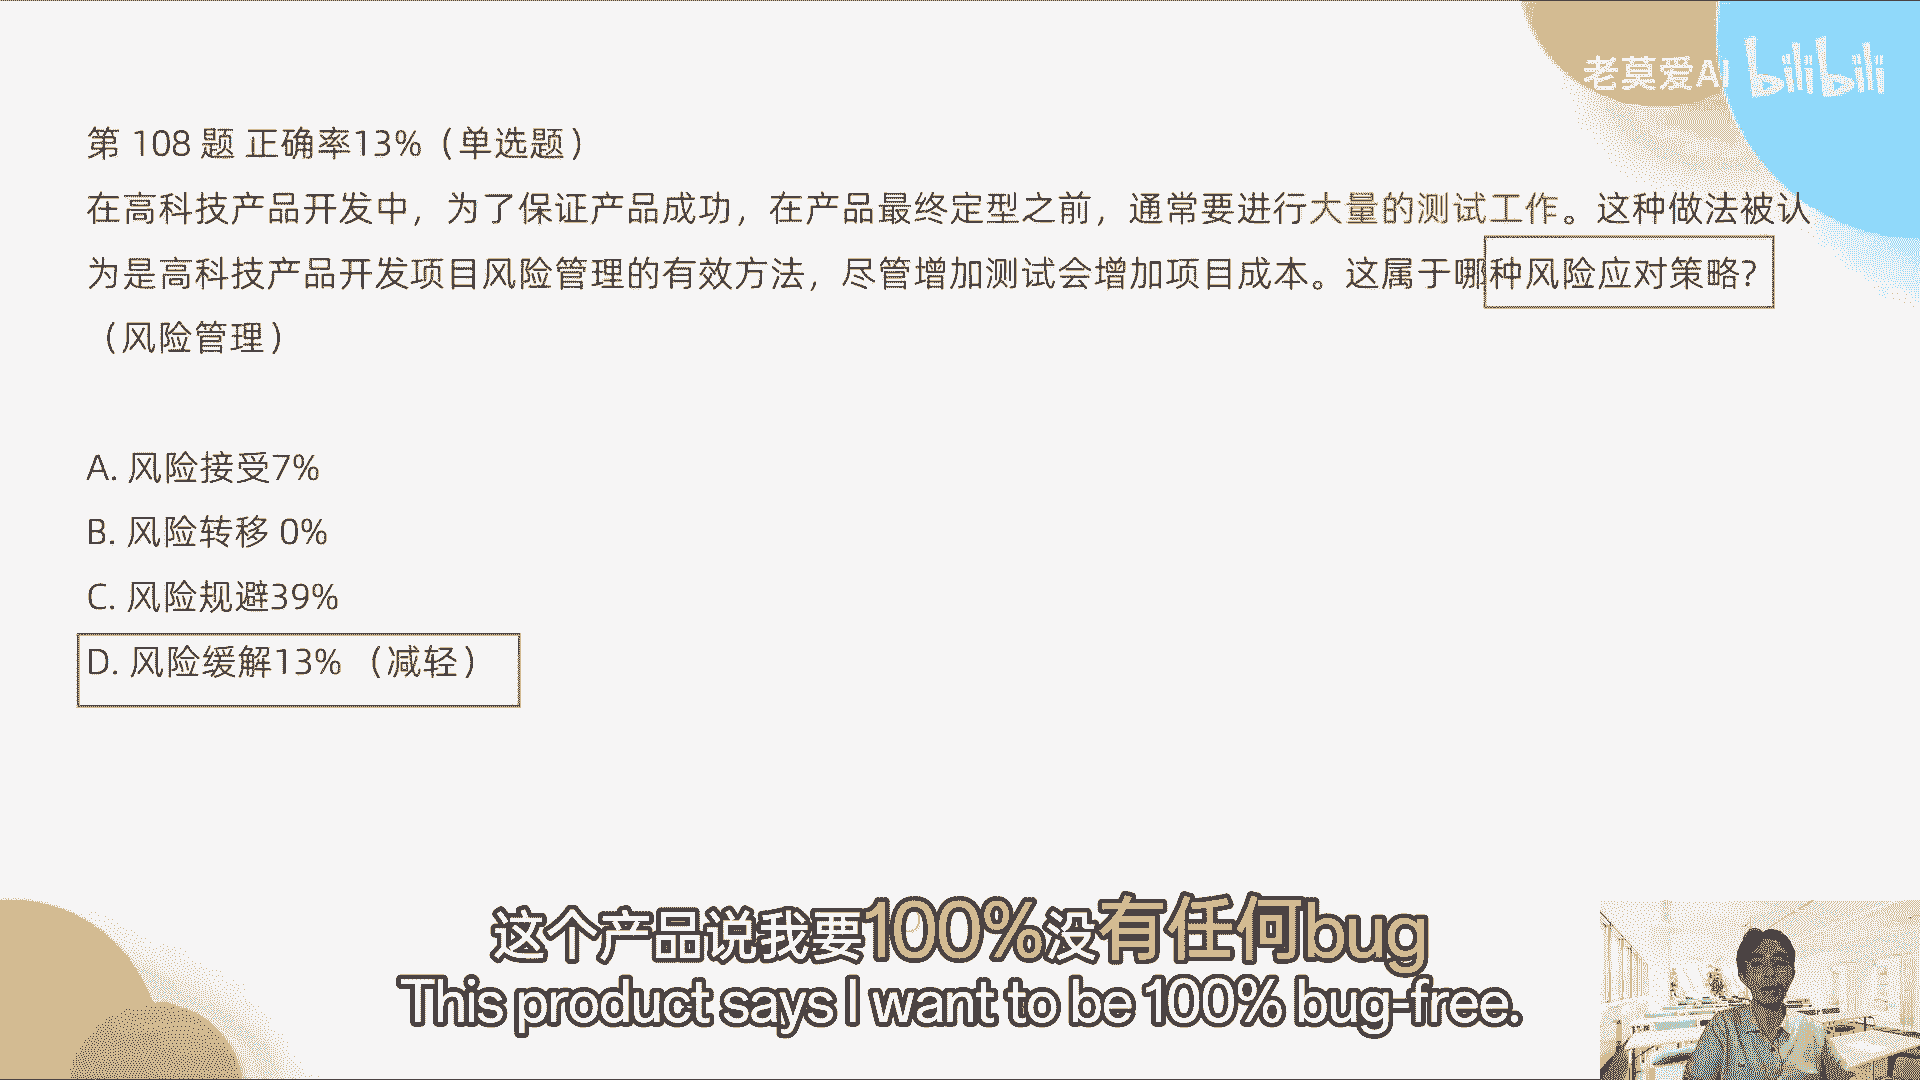 老莫爱AI bilibili
第 108 题 正确率13%（单选题）
在高科技产品开发中，为了保证产品成功，在产品最终定型之前，通常要进行大量的测试工作。这种做法被认
为是高科技产品开发项目风险管理的有效方法，尽管增加测试会增加项目成本。这属于哪种风险应对策略?
（风险管理）
A. 风险接受7%
B. 风险转移 0%
C. 风险规避39%
D. 风险缓解13% （减轻）
这个产品说我要100%没有任何bug
This product says I want to be 100% bug-free.